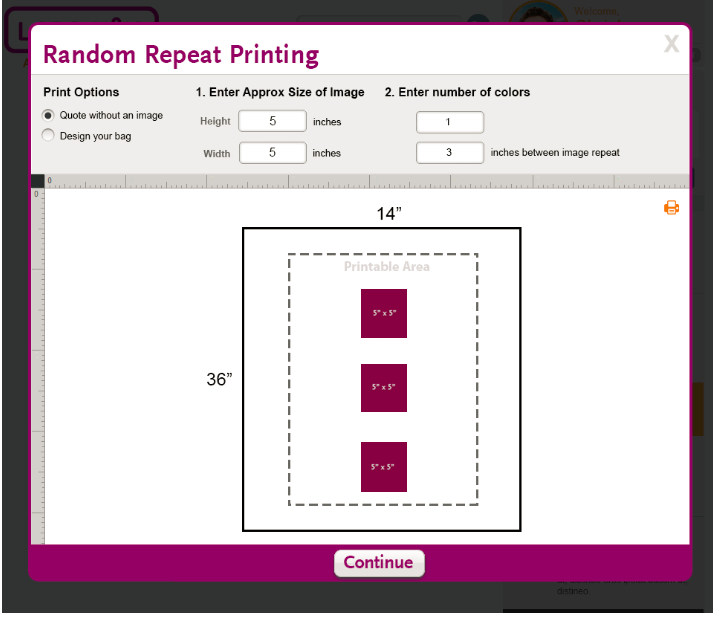 Welcome,
Random Repeat Printing
X
Print Options
1. Enter Approx Size of Image
2. Enter number of colors
Quote without an image
Height
5
inches
1
Design your bag
Width
5
inches
3
inches between image repeat
0
0
14”
Printable Area
5" x 5"
36”
5" x 5"
5" x 5"
Continue